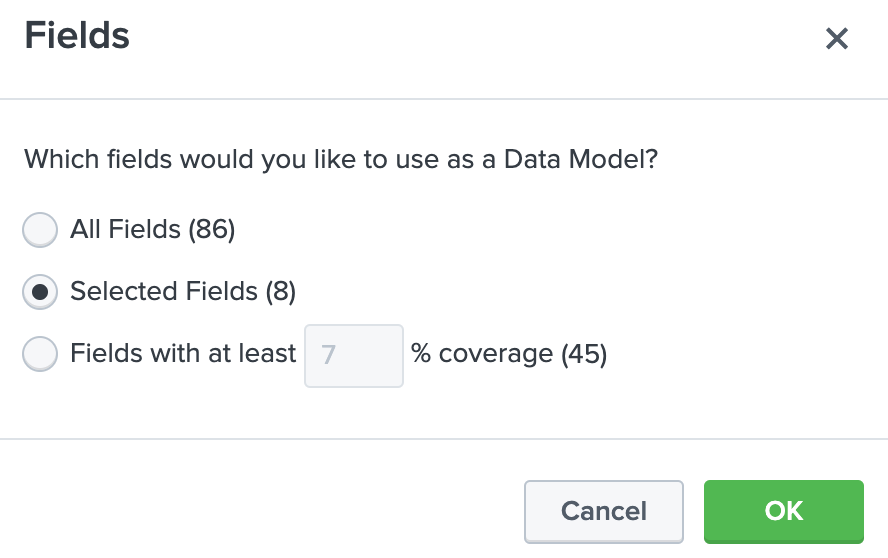 Fields
Which fields would you like to use as a Data Model?
All Fields (86)
Selected Fields (8)
Fields with at least 7 % coverage (45)
Cancel OK